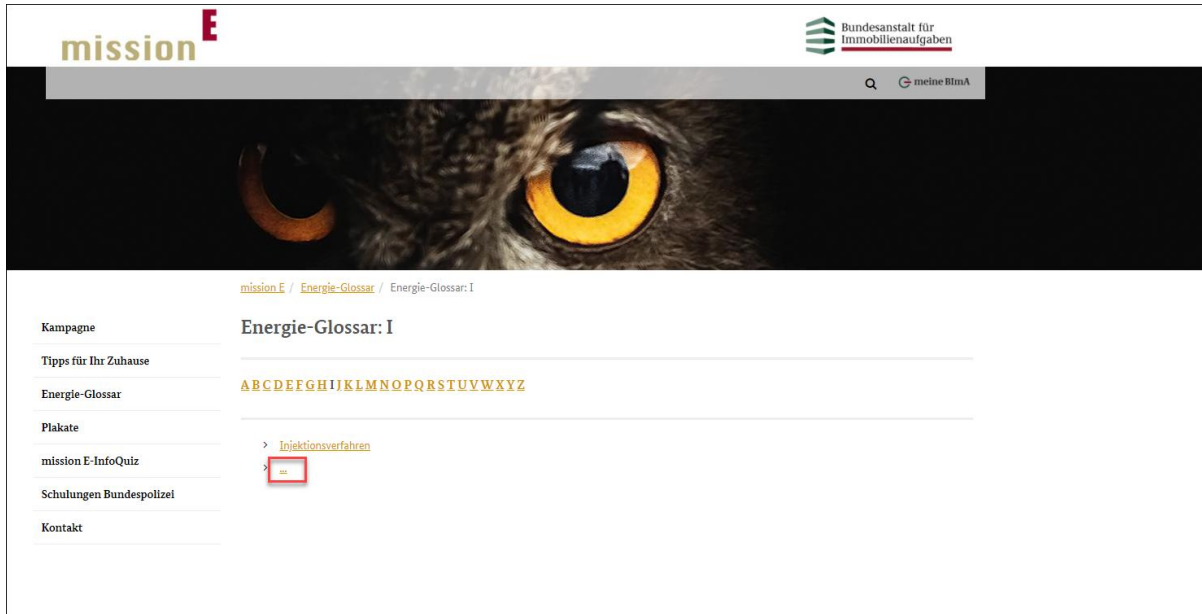 mission E
Bundesanstalt für
Immobilienaufgaben
meine BImA
mission E / Energie-Glossar / Energie-Glossar: I
Kampagne
Tipps für Ihr Zuhause
Energie-Glossar
Plakate
mission E-InfoQuiz
Schulungen Bundespolizei
Kontakt
Energie-Glossar: I
A B C D E F G H I J K L M N O P Q R S T U V W X Y Z
Injektionsverfahren
...